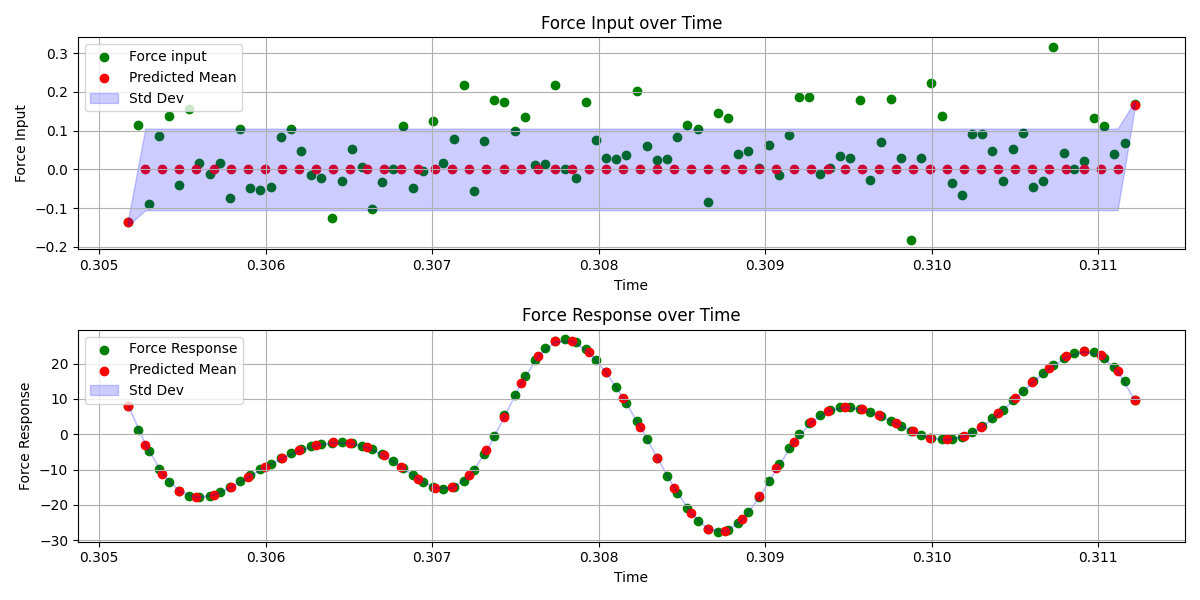 Force Input over Time
Force Input
0.3
0.2
0.1
0.0
−0.1
−0.2
Force input
Predicted Mean
Std Dev
0.305 0.306 0.307 0.308 0.309 0.310 0.311
Time
Force Response over Time
Force Response
20
10
0
−10
−20
−30
Force Response
Predicted Mean
Std Dev
0.305 0.306 0.307 0.308 0.309 0.310 0.311
Time